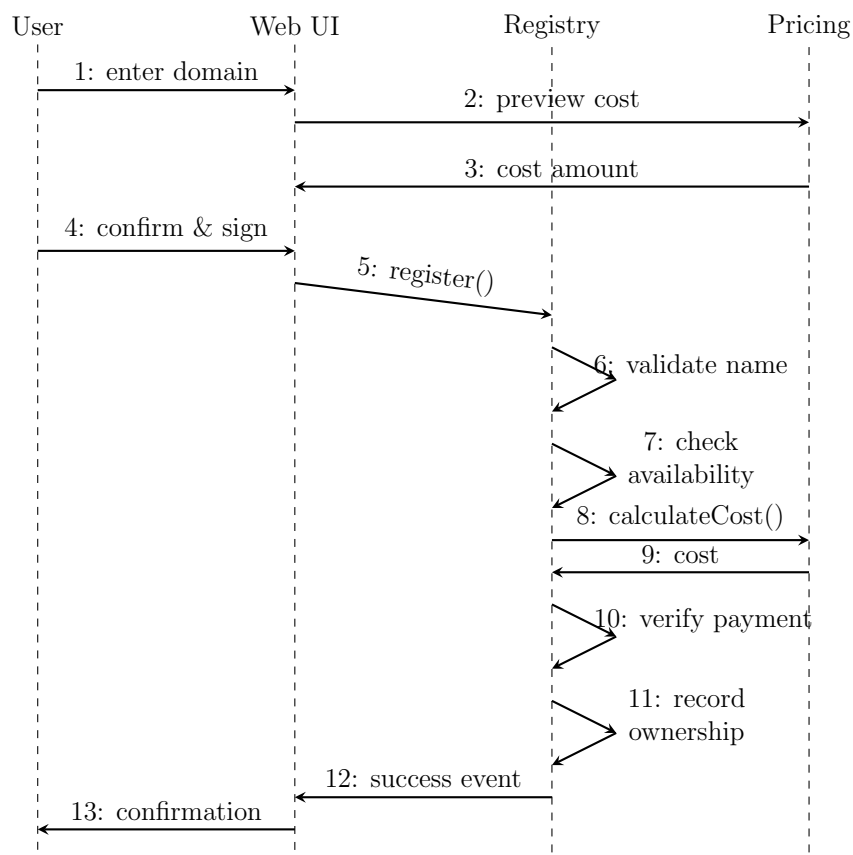 User
Web UI
Registry
Pricing
1: enter domain
2: preview cost
3: cost amount
4: confirm & sign
5: register()
6: validate name
7: check
availability
8: calculateCost()
9: cost
10: verify payment
11: record
ownership
12: success event
13: confirmation